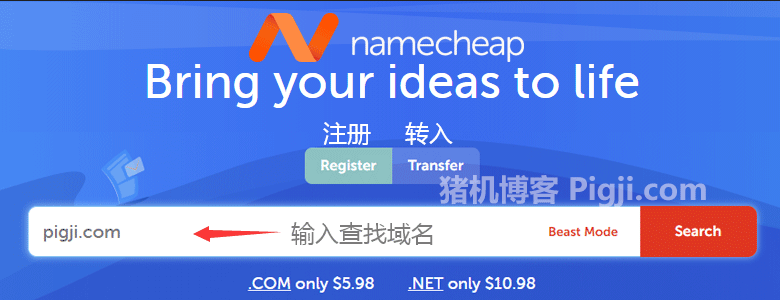 namecheap
Bring your ideas to life
注册 转入
Register Transfer
猪机博客 Pigji.com
pigji.com 输入查找域名 Beast Mode Search
.COM only $5.98 .NET only $10.98